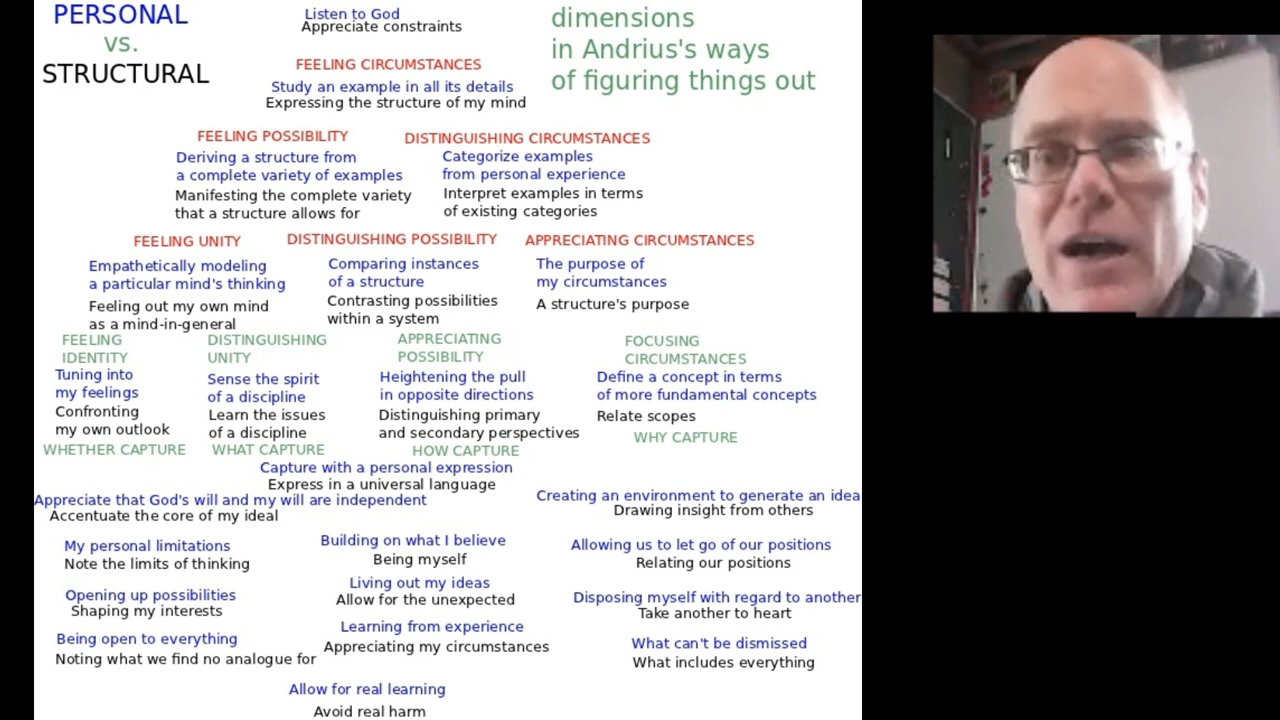 PERSONAL
vs.
STRUCTURAL
Listen to God
Appreciate constraints
dimensions
in Andrius's ways
of figuring things out
FEELING CIRCUMSTANCES
Study an example in all its details
Expressing the structure of my mind
FEELING POSSIBILITY
Deriving a structure from
a complete variety of examples
Manifesting the complete variety
that a structure allows for
DISTINGUISHING CIRCUMSTANCES
Categorize examples
from personal experience
Interpret examples in terms
of existing categories
FEELING UNITY
Empathetically modeling
a particular mind's thinking
Feeling out my own mind
as a mind-in-general
DISTINGUISHING POSSIBILITY
Comparing instances
of a structure
Contrasting possibilities
within a system
APPRECIATING CIRCUMSTANCES
The purpose of
my circumstances
A structure's purpose
FEELING
IDENTITY
Tuning into
my feelings
Confronting
my own outlook
WHETHER CAPTURE
DISTINGUISHING
UNITY
Sense the spirit
of a discipline
Learn the issues
of a discipline
WHAT CAPTURE
APPRECIATING
POSSIBILITY
Heightening the pull
in opposite directions
Distinguishing primary
and secondary perspectives
HOW CAPTURE
FOCUSING
CIRCUMSTANCES
Define a concept in terms
of more fundamental concepts
Relate scopes
WHY CAPTURE
Capture with a personal expression
Express in a universal language
Appreciate that God's will and my will are independent
Accentuate the core of my ideal
Creating an environment to generate an idea
Drawing insight from others
My personal limitations
Note the limits of thinking
Building on what I believe
Being myself
Allowing us to let go of our positions
Relating our positions
Opening up possibilities
Shaping my interests
Living out my ideas
Allow for the unexpected
Disposing myself with regard to another
Take another to heart
Being open to everything
Noting what we find no analogue for
Learning from experience
Appreciating my circumstances
What can't be dismissed
What includes everything
Allow for real learning
Avoid real harm